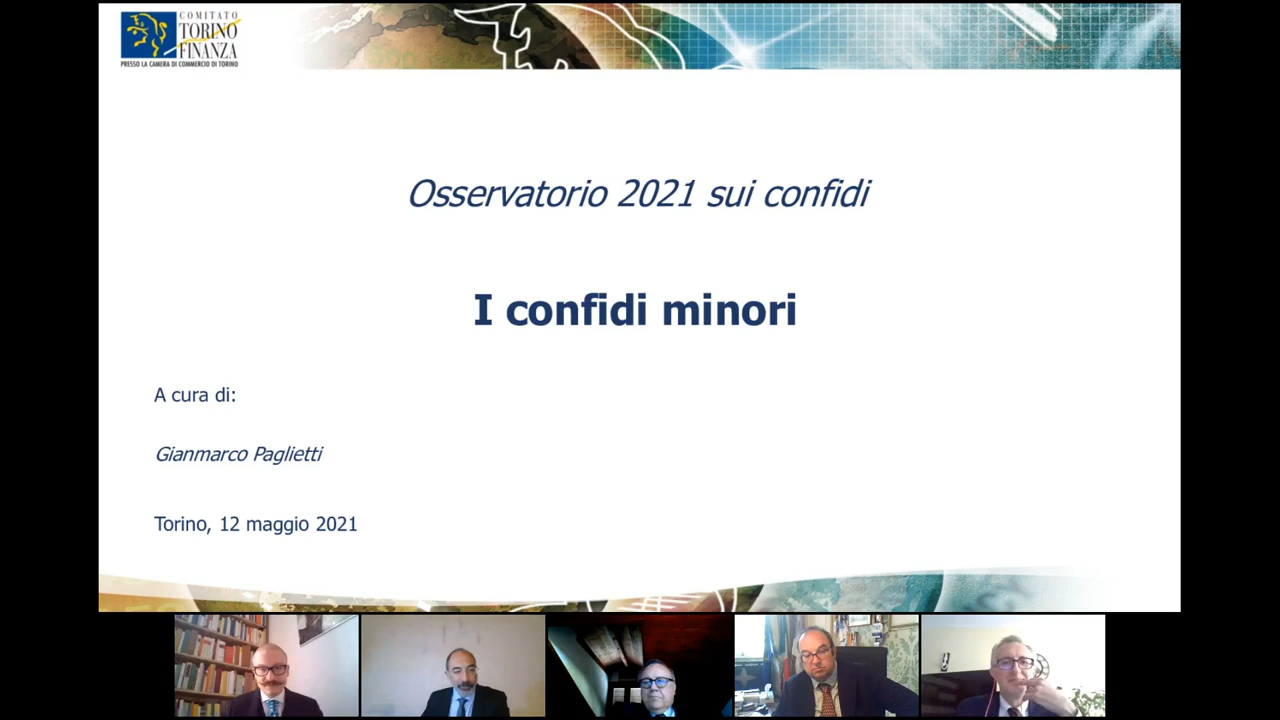 COMITATO
TORINO
FINANZA
PRESSO LA CAMERA DI COMMERCIO DI TORINO
Osservatorio 2021 sui confidi
I confidi minori
A cura di:
Gianmarco Paglietti
Torino, 12 maggio 2021